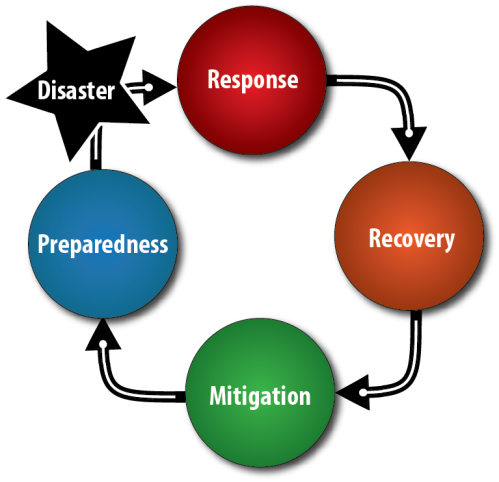 Disaster
Response
Recovery
Mitigation
Preparedness